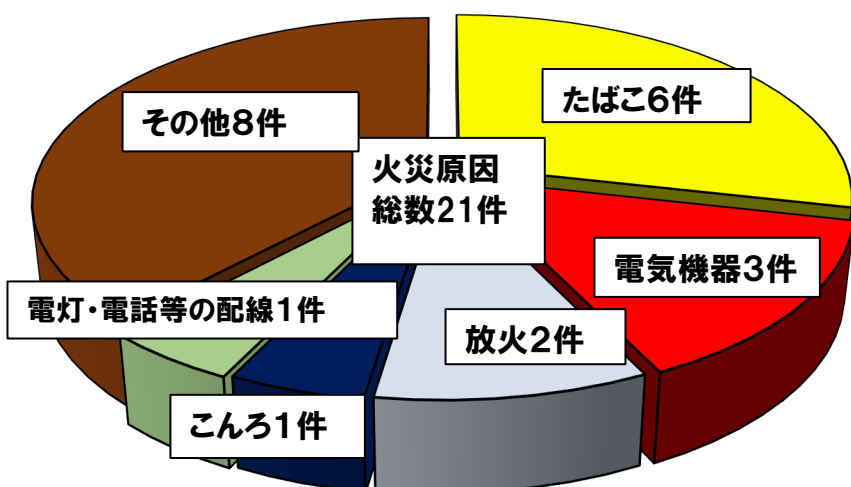 たばこ6件
その他8件
火災原因
総数21件
電気機器3件
電灯・電話等の配線1件
放火2件
こんろ1件